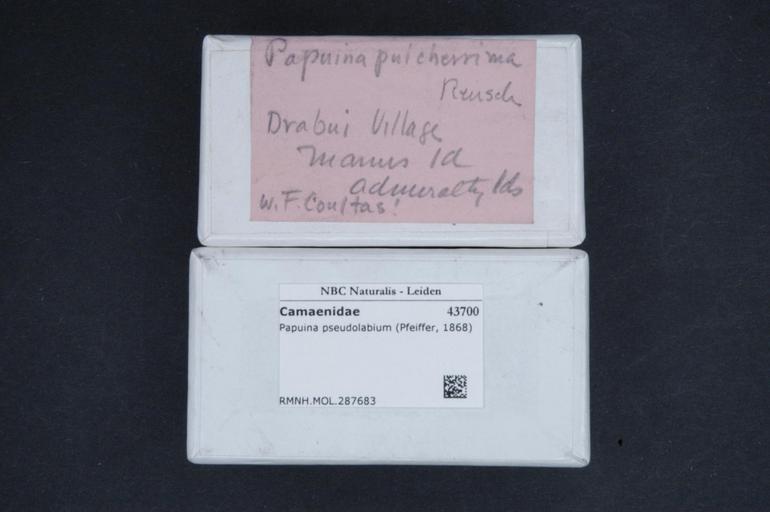 Papuina pulcherrima
Rensch
Drabui Village
Manus Id
Admiralty Ids
W. F. Coultas!
NBC Naturalis - Leiden
Camaenidae 43700
Papuina pseudolabium (Pfeiffer, 1868)
RMNH.MOL.287683